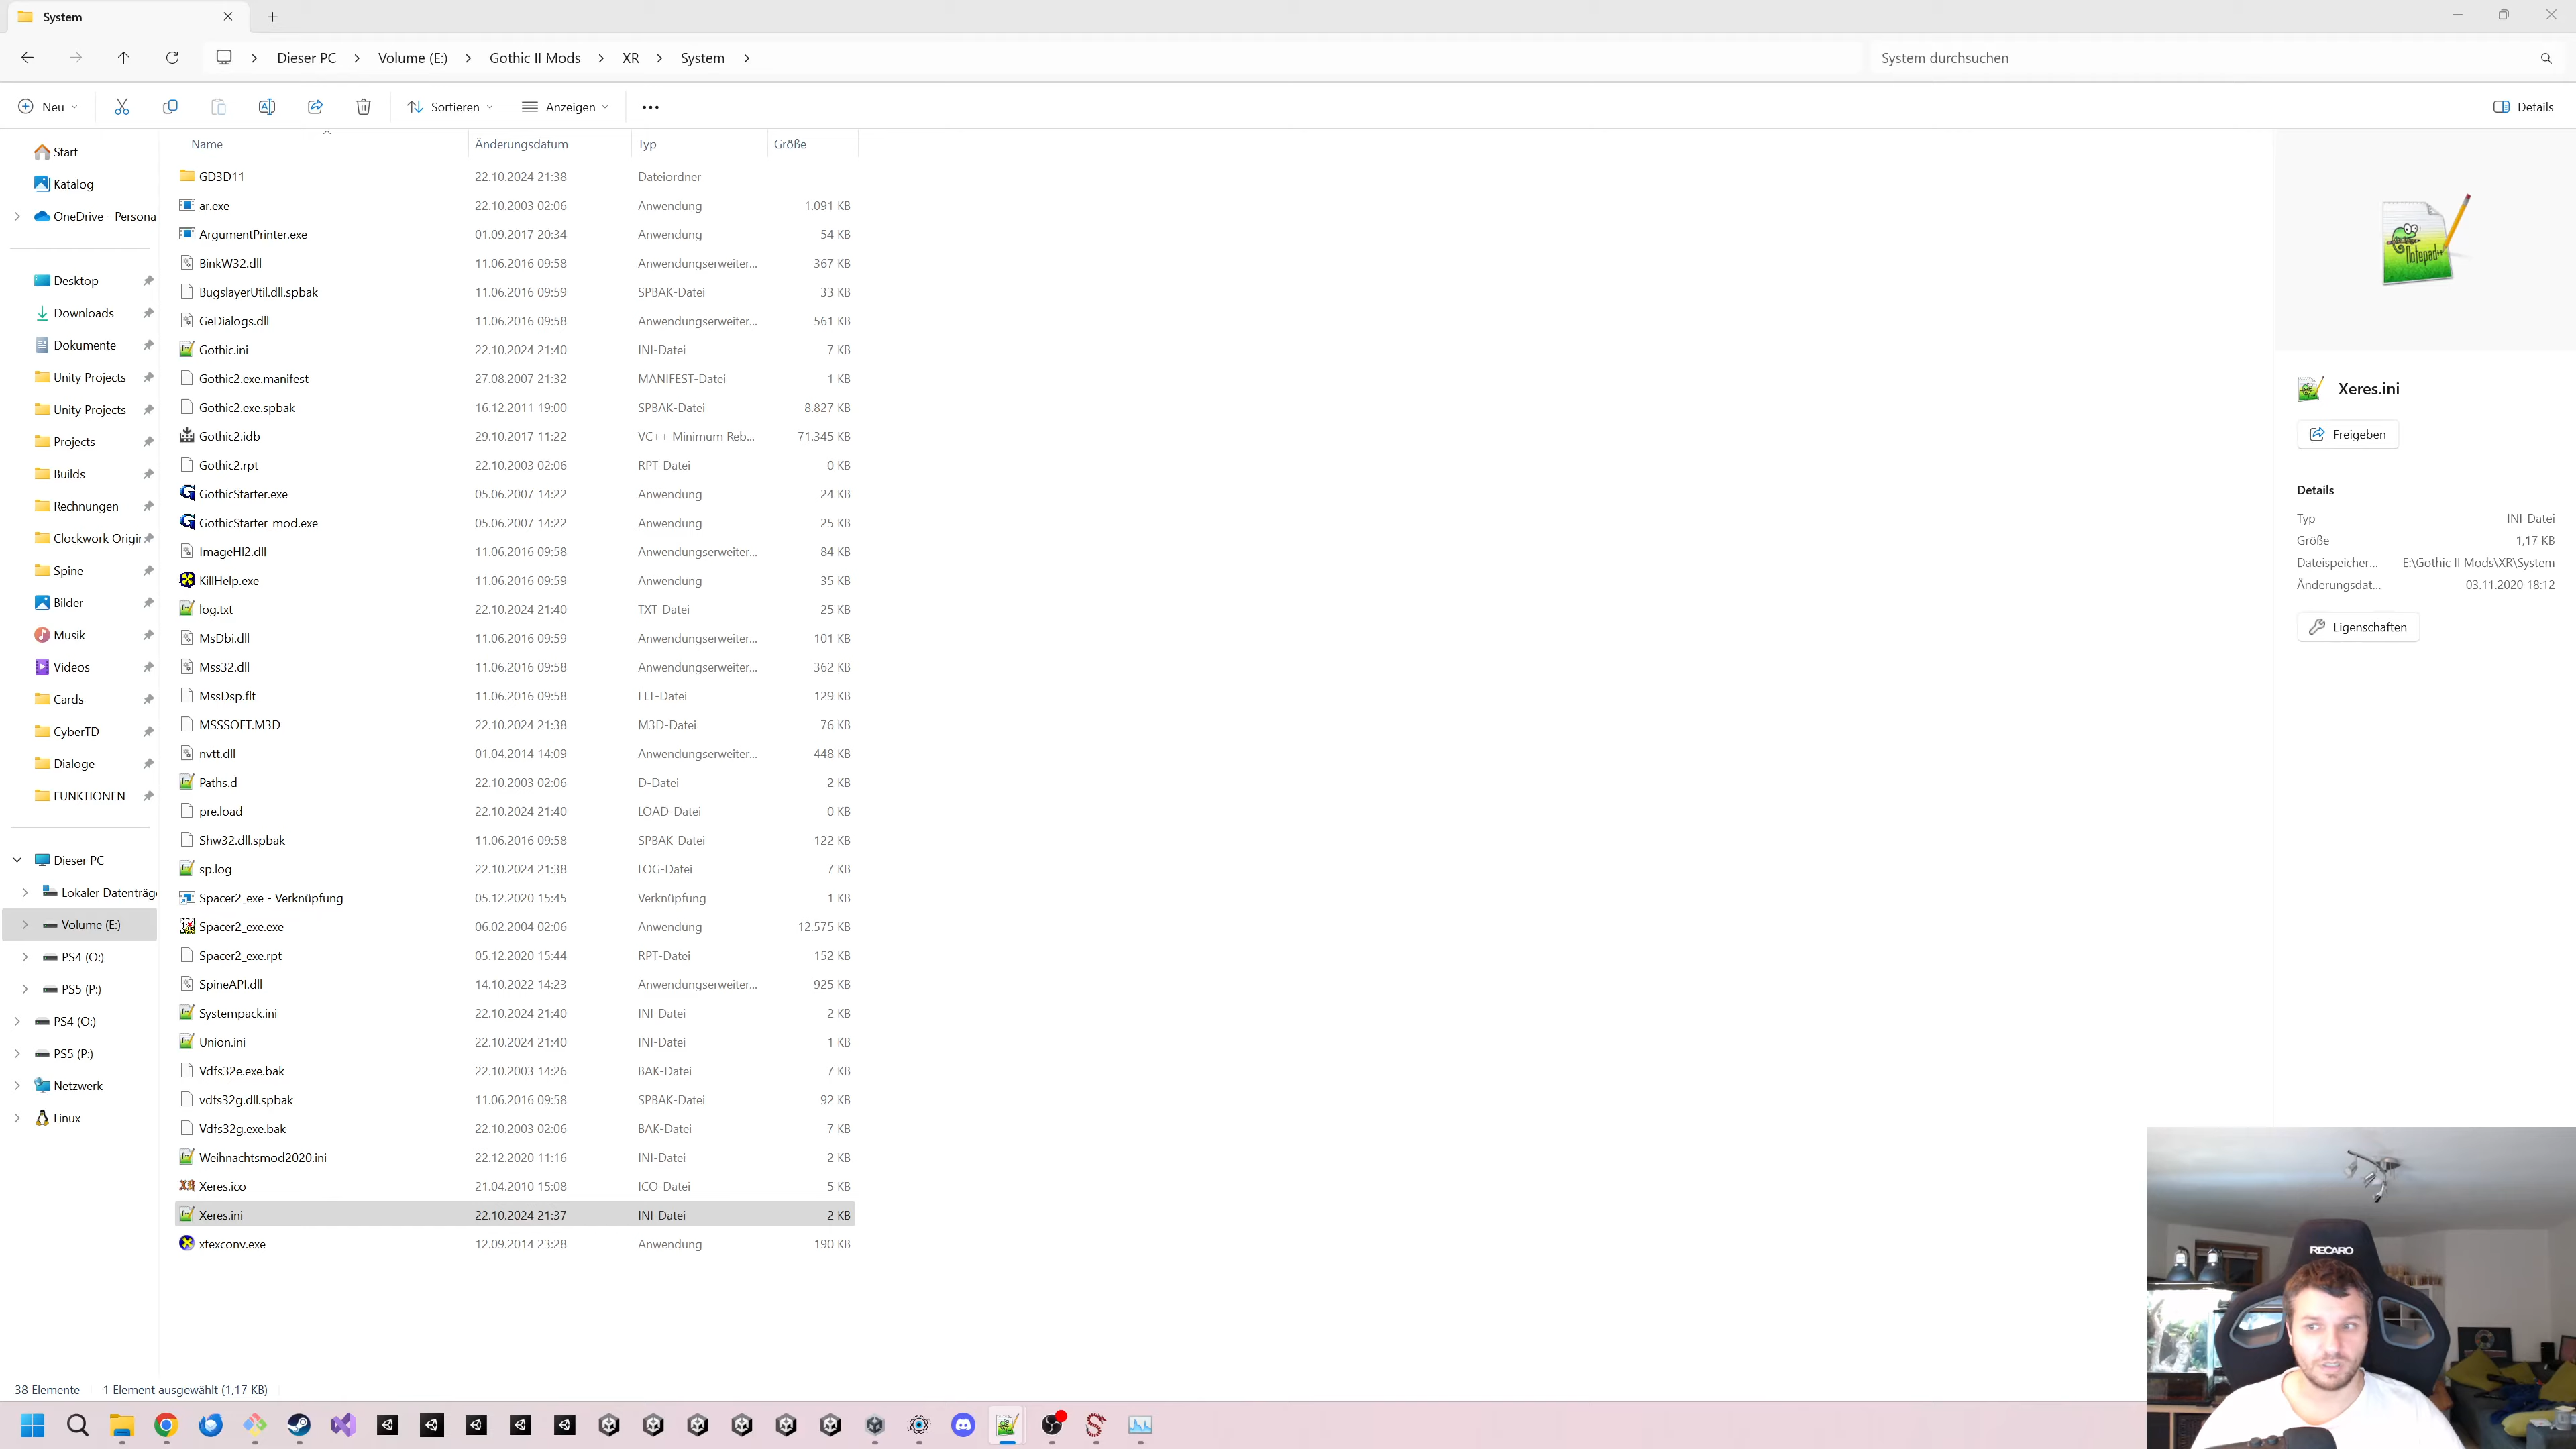 System
Dieser PC
Volume (E:)
Gothic II Mods
XR
System
System durchsuchen
Neu
Sortieren
Anzeigen
Details
Start
Katalog
OneDrive - Persona
Desktop
Downloads
Dokumente
Unity Projects
Unity Projects
Projects
Builds
Rechnungen
Clockwork Origin
Spine
Bilder
Musik
Videos
Cards
CyberTD
Dialoge
FUNKTIONEN
Dieser PC
Lokaler Datenträge
Volume (E:)
PS4 (O:)
PS5 (P:)
PS4 (O:)
PS5 (P:)
Netzwerk
Linux
Name Änderungsdatum Typ Größe
GD3D11 22.10.2024 21:38 Dateiordner
ar.exe 22.10.2003 02:06 Anwendung 1.091 KB
ArgumentPrinter.exe 01.09.2017 20:34 Anwendung 54 KB
BinkW32.dll 11.06.2016 09:58 Anwendungserweiter... 367 KB
BugslayerUtil.dll.spbak 11.06.2016 09:59 SPBAK-Datei 33 KB
GeDialogs.dll 11.06.2016 09:58 Anwendungserweiter... 561 KB
Gothic.ini 22.10.2024 21:40 INI-Datei 7 KB
Gothic2.exe.manifest 27.08.2007 21:32 MANIFEST-Datei 1 KB
Gothic2.exe.spbak 16.12.2011 19:00 SPBAK-Datei 8.827 KB
Gothic2.idb 29.10.2017 11:22 VC++ Minimum Reb... 71.345 KB
Gothic2.rpt 22.10.2003 02:06 RPT-Datei 0 KB
GothicStarter.exe 05.06.2007 14:22 Anwendung 24 KB
GothicStarter_mod.exe 05.06.2007 14:22 Anwendung 25 KB
ImageHl2.dll 11.06.2016 09:58 Anwendungserweiter... 84 KB
KillHelp.exe 11.06.2016 09:59 Anwendung 35 KB
log.txt 22.10.2024 21:40 TXT-Datei 25 KB
MsDbi.dll 11.06.2016 09:59 Anwendungserweiter... 101 KB
Mss32.dll 11.06.2016 09:58 Anwendungserweiter... 362 KB
MssDsp.flt 11.06.2016 09:58 FLT-Datei 129 KB
MSSSOFT.M3D 22.10.2024 21:38 M3D-Datei 76 KB
nvtt.dll 01.04.2014 14:09 Anwendungserweiter... 448 KB
Paths.d 22.10.2003 02:06 D-Datei 2 KB
pre.load 22.10.2024 21:40 LOAD-Datei 0 KB
Shw32.dll.spbak 11.06.2016 09:58 SPBAK-Datei 122 KB
sp.log 22.10.2024 21:38 LOG-Datei 7 KB
Spacer2_exe - Verknüpfung 05.12.2020 15:45 Verknüpfung 1 KB
Spacer2_exe.exe 06.02.2004 02:06 Anwendung 12.575 KB
Spacer2_exe.rpt 05.12.2020 15:44 RPT-Datei 152 KB
SpineAPI.dll 14.10.2022 14:23 Anwendungserweiter... 925 KB
Systempack.ini 22.10.2024 21:40 INI-Datei 2 KB
Union.ini 22.10.2024 21:40 INI-Datei 1 KB
Vdfs32e.exe.bak 22.10.2003 14:26 BAK-Datei 7 KB
vdfs32g.dll.spbak 11.06.2016 09:58 SPBAK-Datei 92 KB
Vdfs32g.exe.bak 22.10.2003 02:06 BAK-Datei 7 KB
Weihnachtsmod2020.ini 22.12.2020 11:16 INI-Datei 2 KB
Xeres.ico 21.04.2010 15:08 ICO-Datei 5 KB
Xeres.ini 22.10.2024 21:37 INI-Datei 2 KB
xtexconv.exe 12.09.2014 23:28 Anwendung 190 KB
Notepad++
Xeres.ini
Freigeben
Details
Typ INI-Datei
Größe 1,17 KB
Dateispeicher... E:\Gothic II Mods\XR\System
Änderungsdat... 03.11.2020 18:12
Eigenschaften
RECARO
38 Elemente 1 Element ausgewählt (1,17 KB)